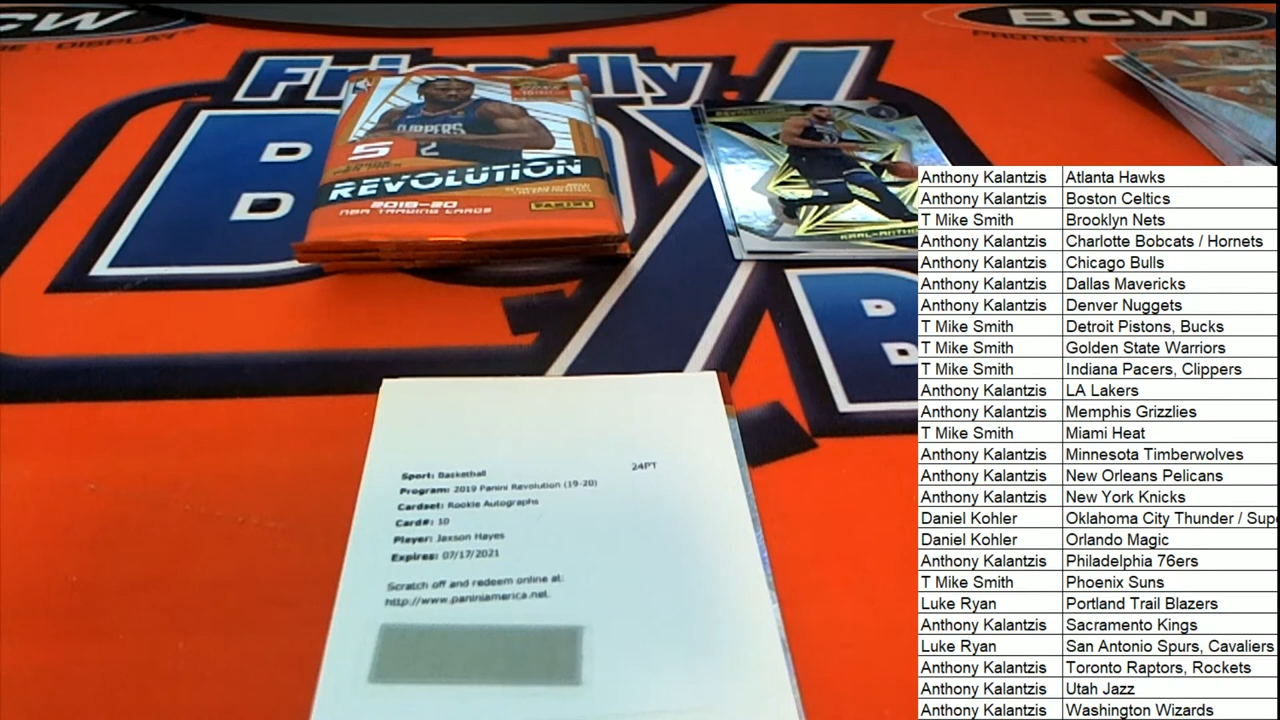 BCW
BCW
Friendly
CLIPPERS
2
5
REVOLUTION
2019-20
NBA TRADING CARDS
PANINI
Sport: Basketball
24PT
Program: 2019 Panini Revolution (19-20)
Cardset: Rookie Autographs
Card#: 10
Player: Jaxson Hayes
Expires: 07/17/2021
Scratch off and redeem online at:
http://www.paniniamerica.net.
Anthony Kalantzis Atlanta Hawks
Anthony Kalantzis Boston Celtics
T Mike Smith Brooklyn Nets
Anthony Kalantzis Charlotte Bobcats / Hornets
Anthony Kalantzis Chicago Bulls
Anthony Kalantzis Dallas Mavericks
Anthony Kalantzis Denver Nuggets
T Mike Smith Detroit Pistons, Bucks
T Mike Smith Golden State Warriors
T Mike Smith Indiana Pacers, Clippers
Anthony Kalantzis LA Lakers
Anthony Kalantzis Memphis Grizzlies
T Mike Smith Miami Heat
Anthony Kalantzis Minnesota Timberwolves
Anthony Kalantzis New Orleans Pelicans
Anthony Kalantzis New York Knicks
Daniel Kohler Oklahoma City Thunder / Sup
Daniel Kohler Orlando Magic
Anthony Kalantzis Philadelphia 76ers
T Mike Smith Phoenix Suns
Luke Ryan Portland Trail Blazers
Anthony Kalantzis Sacramento Kings
Luke Ryan San Antonio Spurs, Cavaliers
Anthony Kalantzis Toronto Raptors, Rockets
Anthony Kalantzis Utah Jazz
Anthony Kalantzis Washington Wizards